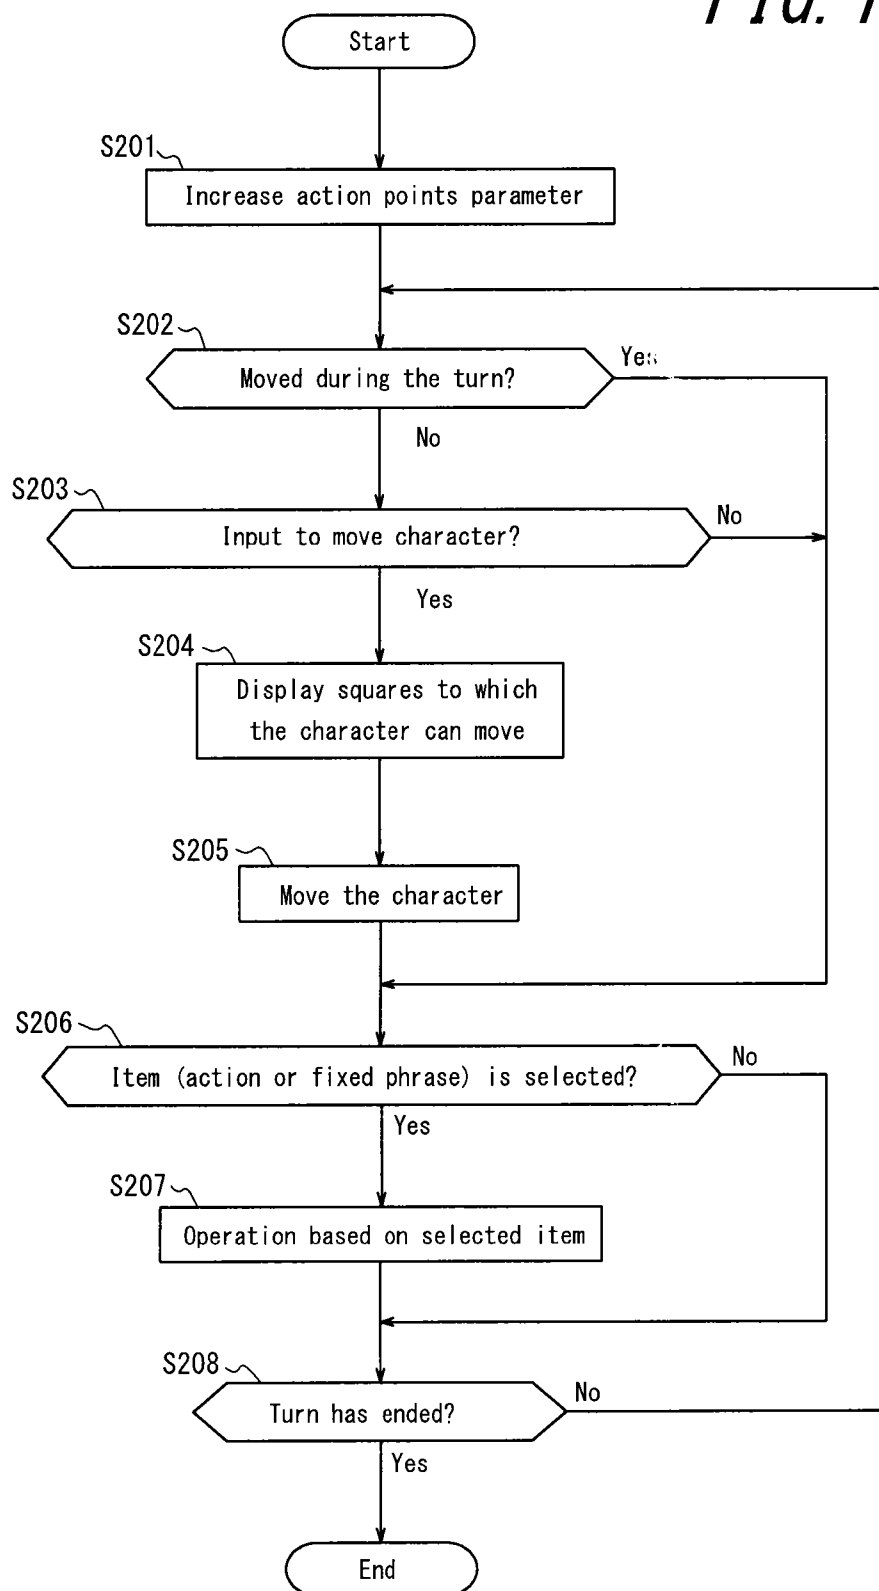 FIG. 1
Start
S201
Increase action points parameter
S202
Moved during the turn?
Yes
No
S203
Input to move character?
No
Yes
S204
Display squares to which
the character can move
S205
Move the character
S206
Item (action or fixed phrase) is selected?
No
Yes
S207
Operation based on selected item
S208
Turn has ended?
No
Yes
End